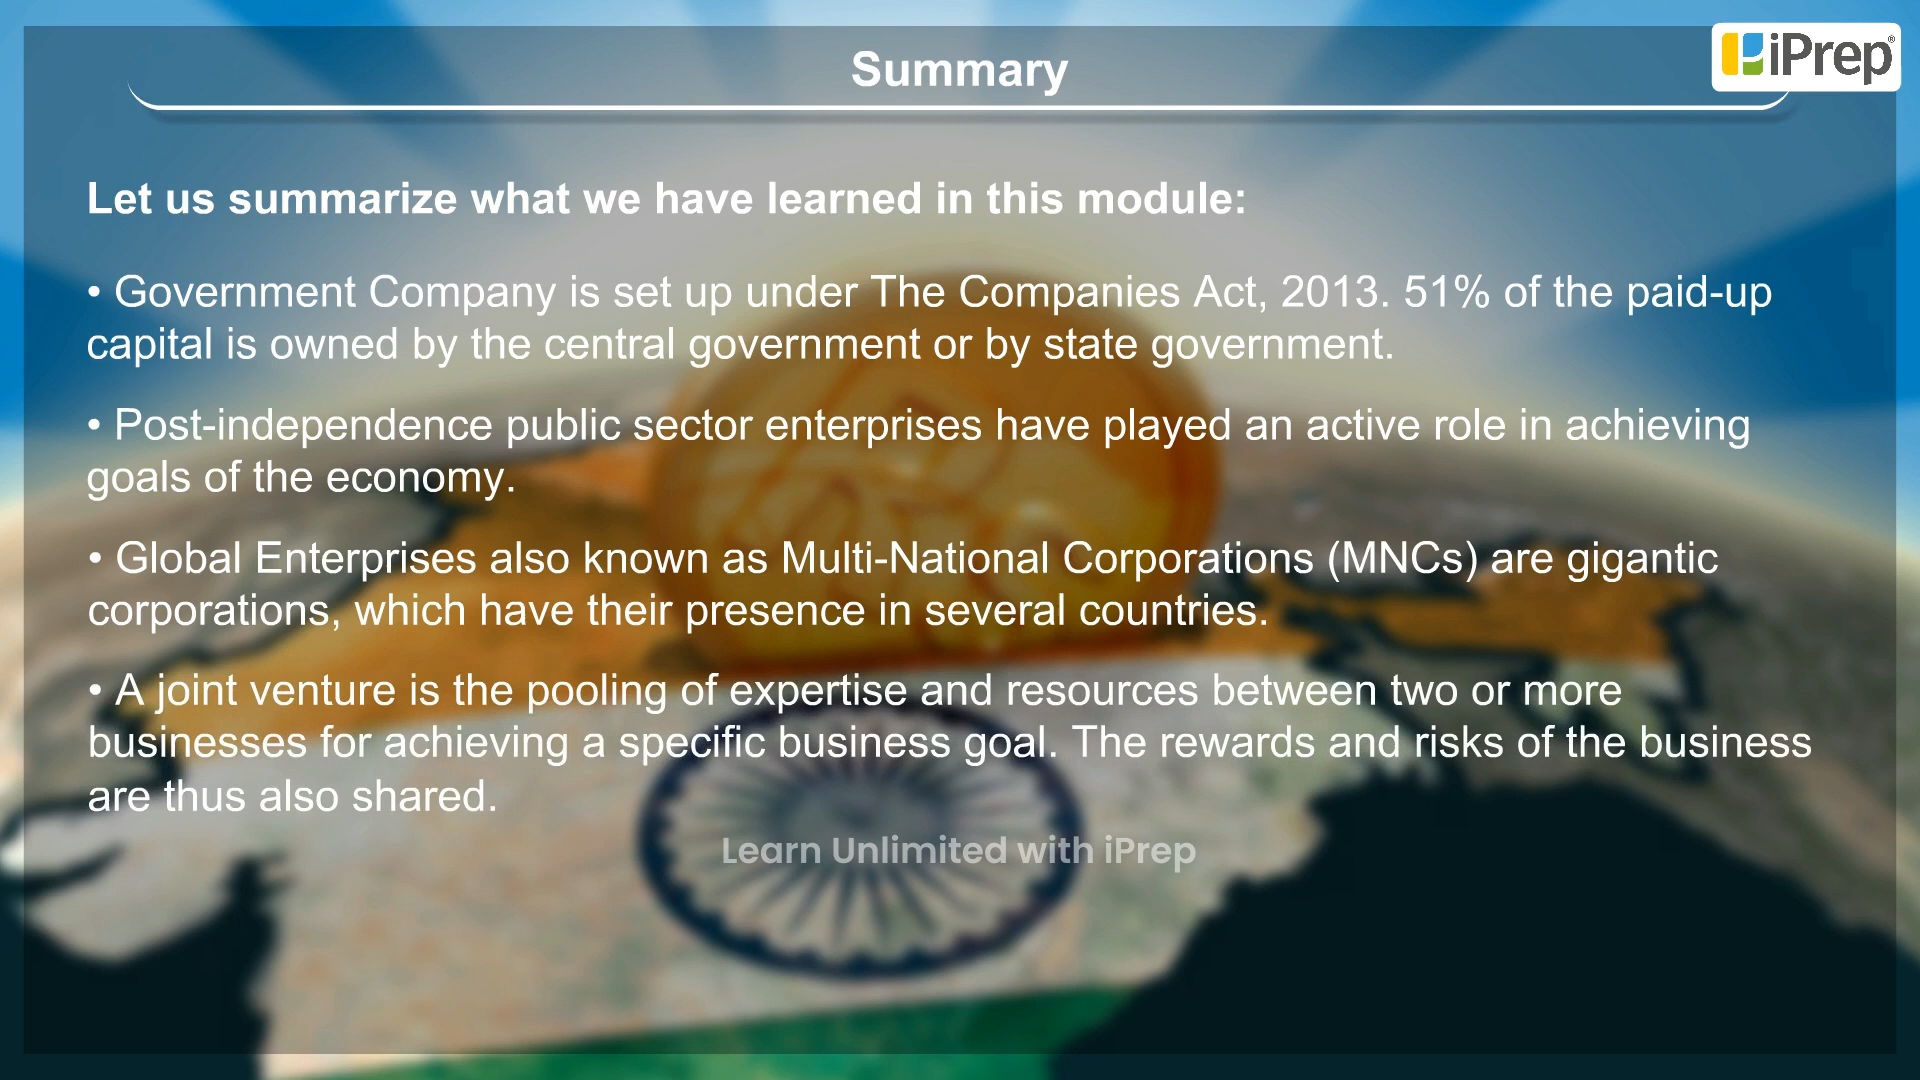 Summary
iPrep®
Let us summarize what we have learned in this module:
• Government Company is set up under The Companies Act, 2013. 51% of the paid-up
capital is owned by the central government or by state government.
• Post-independence public sector enterprises have played an active role in achieving
goals of the economy.
• Global Enterprises also known as Multi-National Corporations (MNCs) are gigantic
corporations, which have their presence in several countries.
• A joint venture is the pooling of expertise and resources between two or more
businesses for achieving a specific business goal. The rewards and risks of the business
are thus also shared.
Learn Unlimited with iPrep